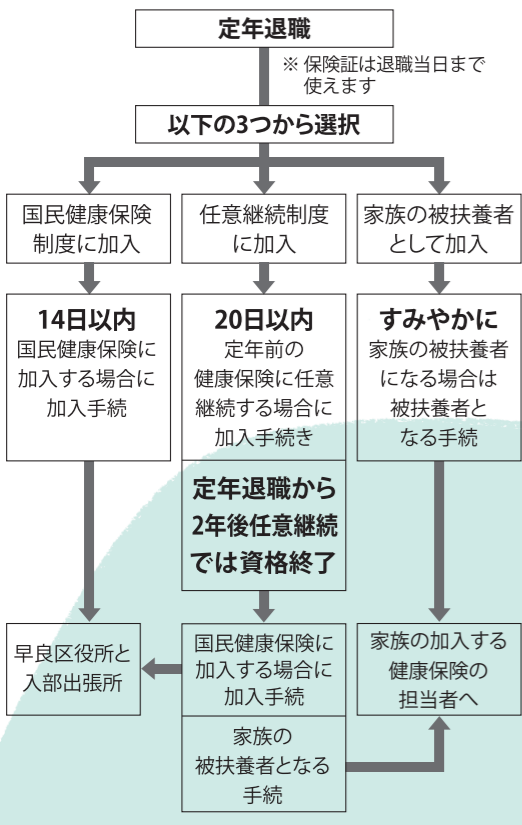 定年退職
※ 保険証は退職当日まで
使えます
以下の3つから選択
国民健康保険
制度に加入
任意継続制度
に加入
家族の被扶養者
として加入
14日以内
国民健康保険に
加入する場合に
加入手続
20日以内
定年前の
健康保険に任意
継続する場合に
加入手続き
すみやかに
家族の被扶養者
になる場合は
被扶養者と
なる手続
定年退職から
2年後任意継続
では資格終了
早良区役所と
入部出張所
国民健康保険に
加入する場合に
加入手続
家族の
被扶養者となる
手続
家族の加入する
健康保険の
担当者へ